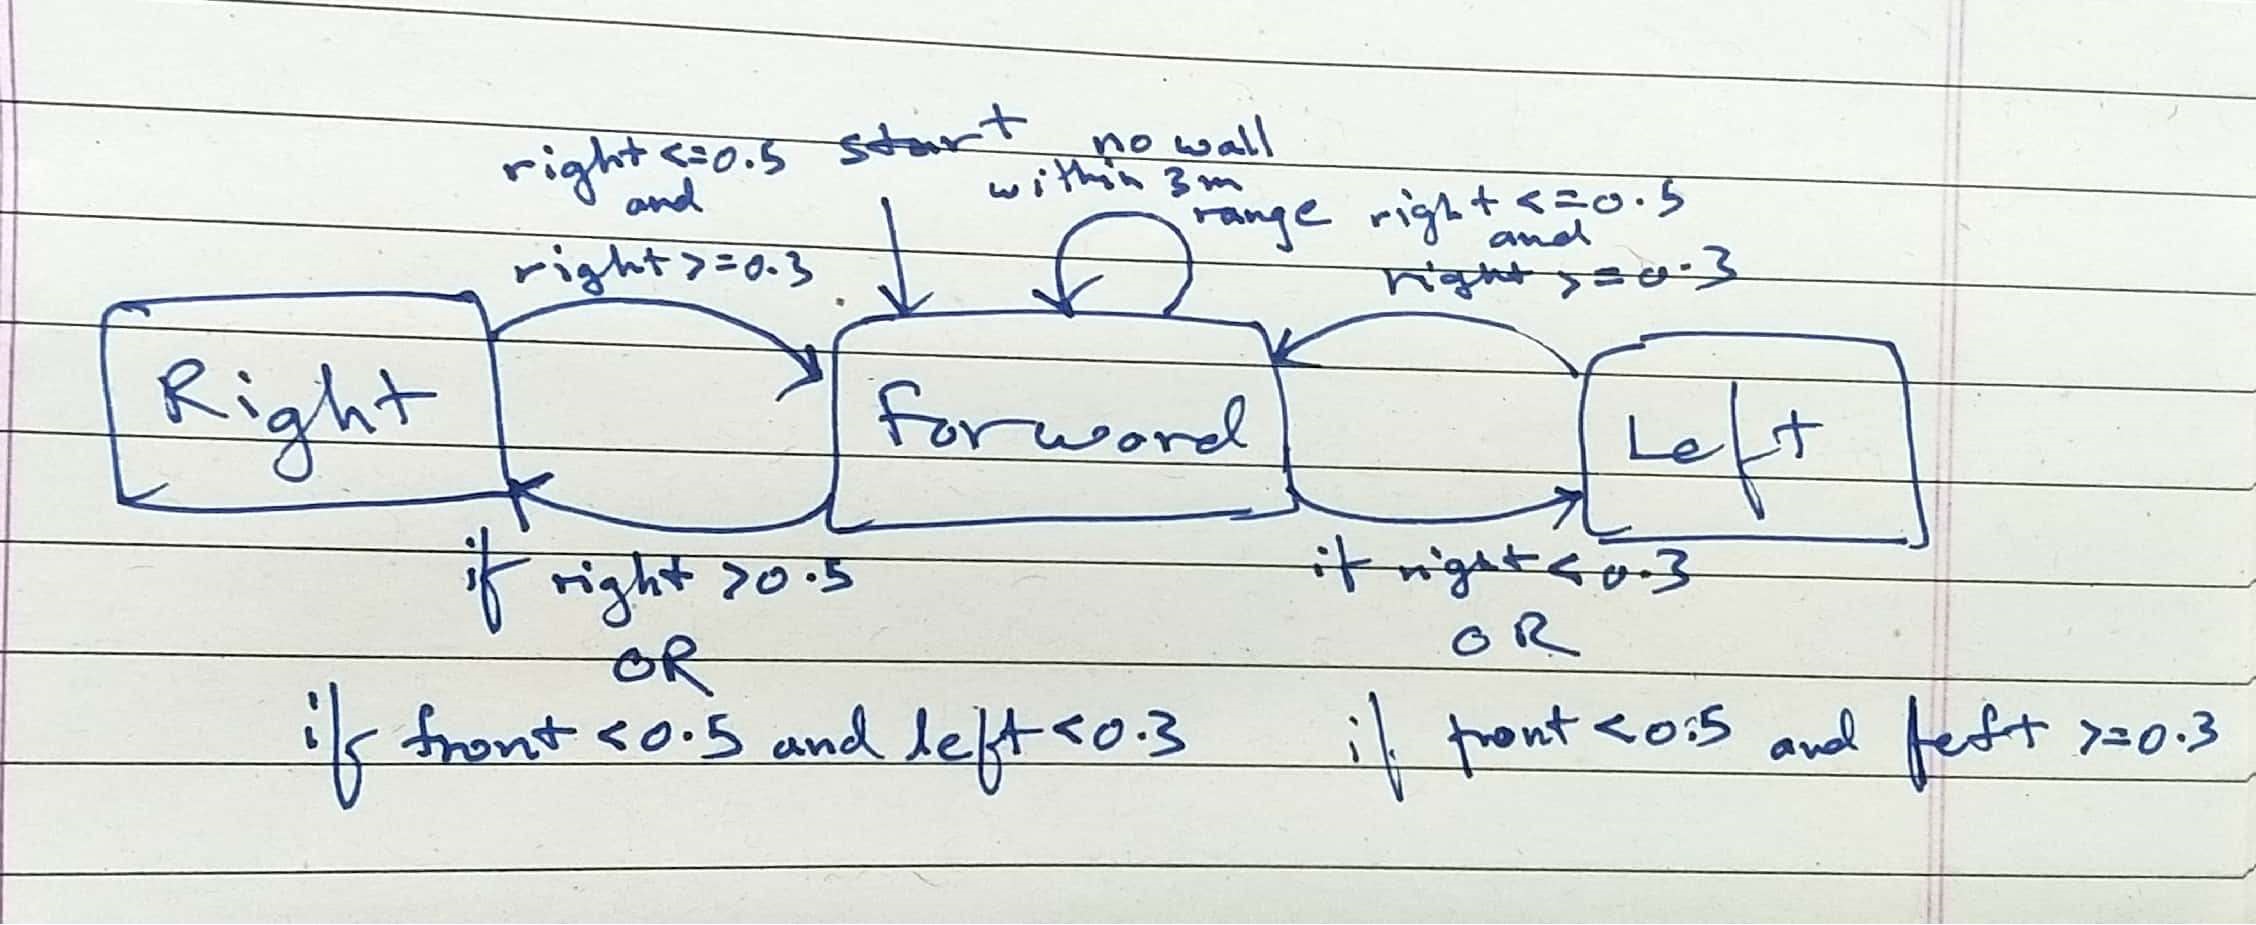 right <=0.5
and
right >=0.3
start
no wall
within 3m
range
right <=0.5
and
right >=0.3
Right
Forward
Left
if right >0.5
OR
if front <0.5 and left <0.3
if right <0.3
OR
if front <0.5 and left >=0.3